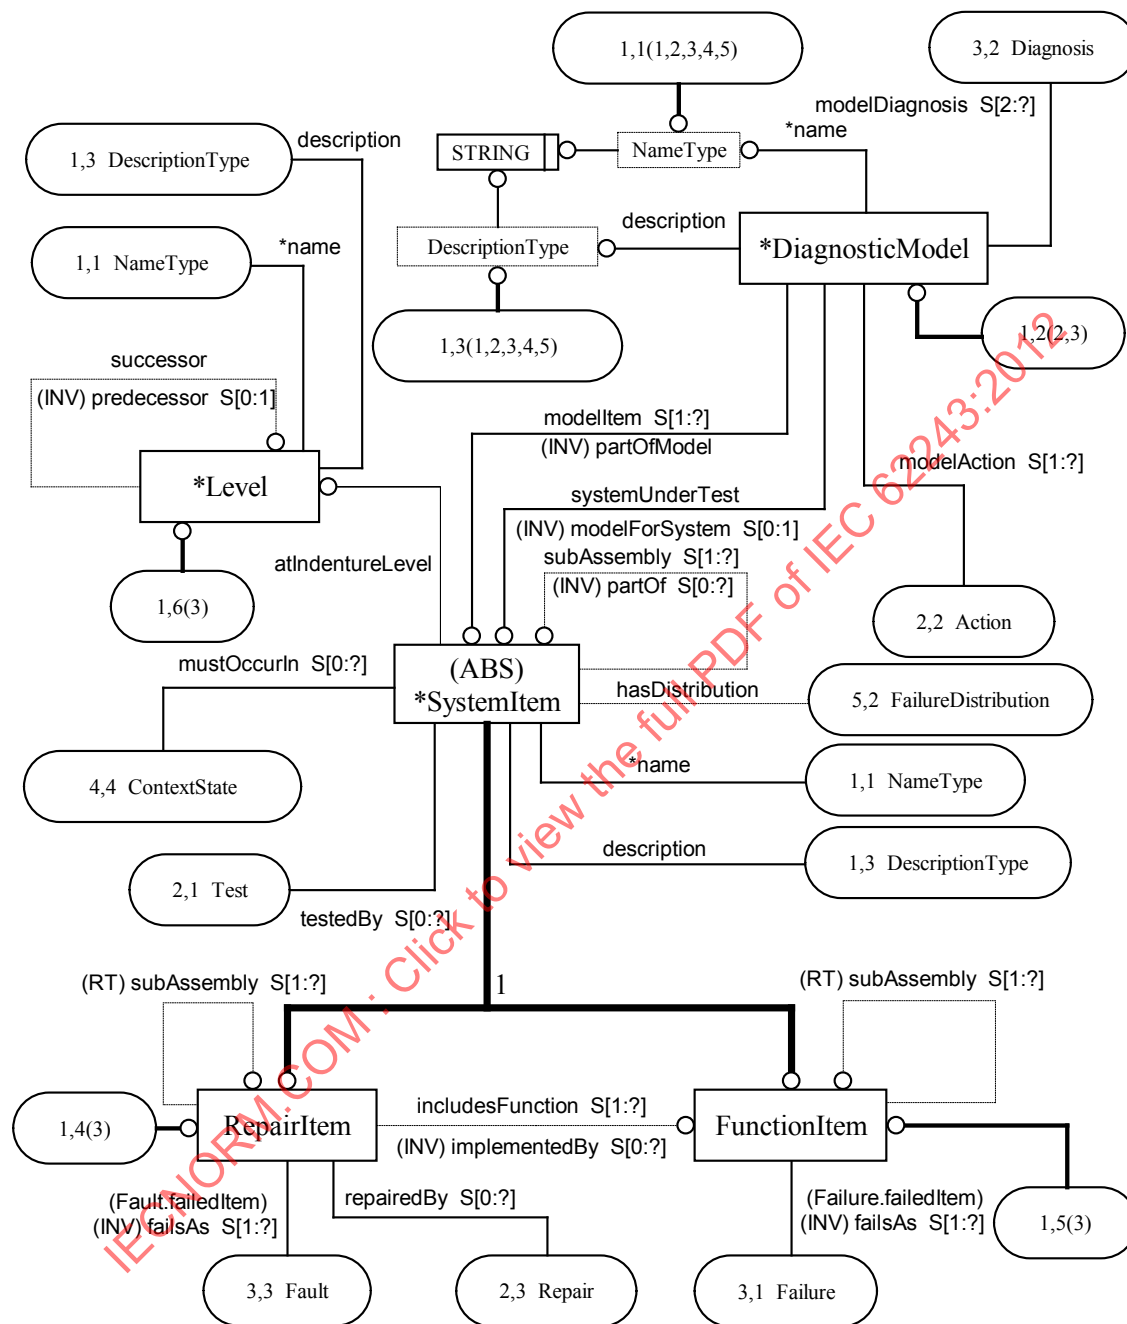 1,1(1,2,3,4,5)
3,2 Diagnosis
modelDiagnosis S[2:?]
*name
description
1,3 DescriptionType
STRING
NameType
*name
1,1 NameType
description
DescriptionType
*DiagnosticModel
1,3(1,2,3,4,5)
1,2(2,3)
successor
(INV) predecessor S[0:1]
modelItem S[1:?]
(INV) partOfModel
modelAction S[1:?]
*Level
systemUnderTest
(INV) modelForSystem S[0:1]
atIndentureLevel
subAssembly S[1:?]
(INV) partOf S[0:?]
1,6(3)
2,2 Action
mustOccurIn S[0:?]
(ABS)
*SystemItem
hasDistribution
5,2 FailureDistribution
4,4 ContextState
*name
1,1 NameType
description
1,3 DescriptionType
2,1 Test
testedBy S[0:?]
(RT) subAssembly S[1:?]
1
(RT) subAssembly S[1:?]
1,4(3)
RepairItem
includesFunction S[1:?]
(INV) implementedBy S[0:?]
FunctionItem
(Fault.failedItem)
(INV) failsAs S[1:?]
repairedBy S[0:?]
(Failure.failedItem)
(INV) failsAs S[1:?]
1,5(3)
3,3 Fault
2,3 Repair
3,1 Failure
IECNORM.COM : Click to view the full PDF of IEC 62243:2012